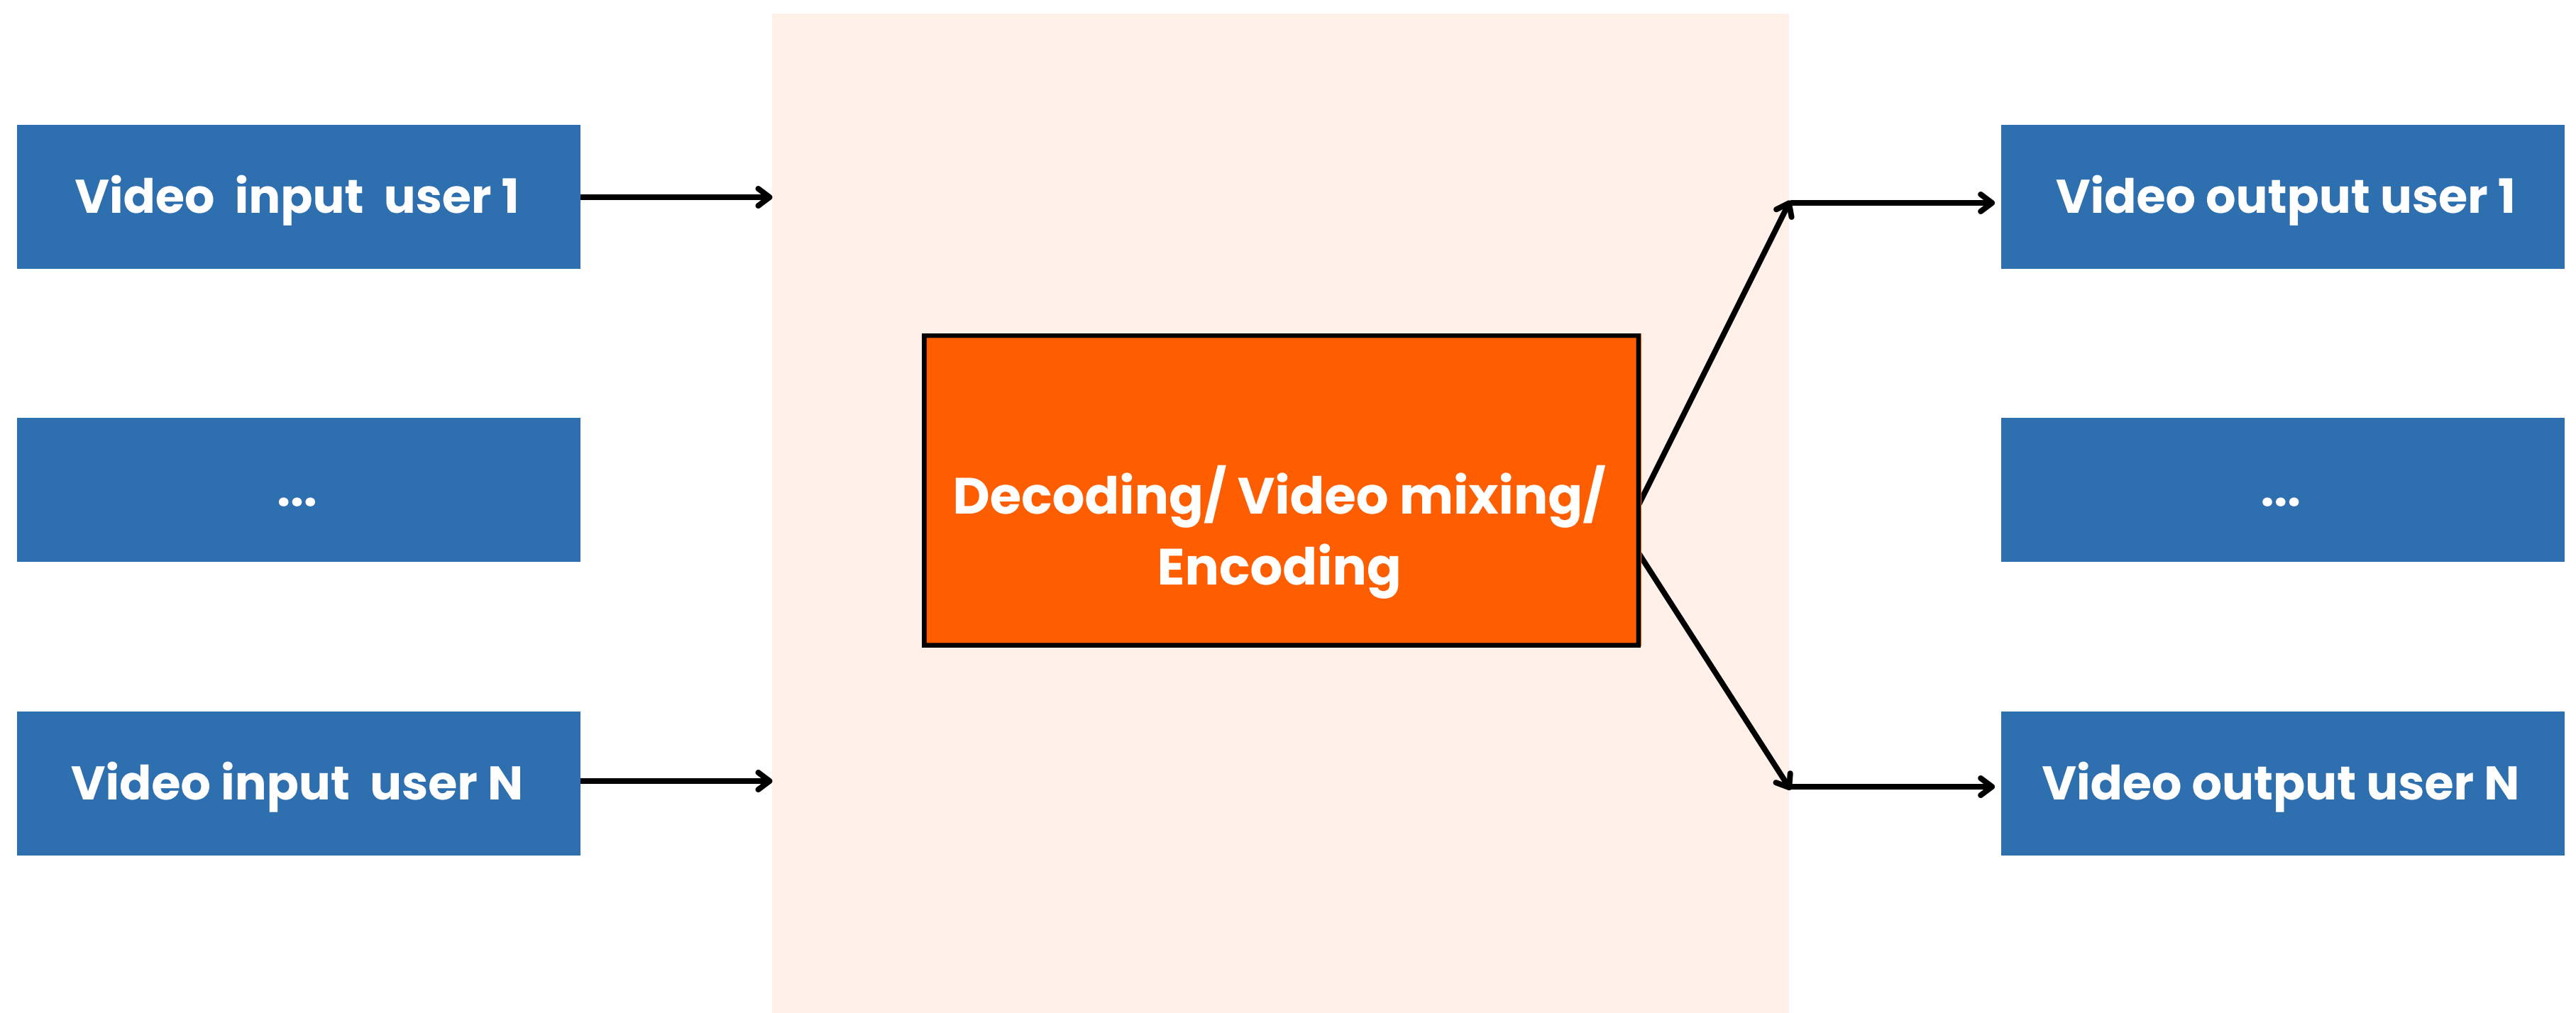 Video input user 1
Video output user 1
...
Decoding/ Video mixing/
Encoding
...
Video input user N
Video output user N